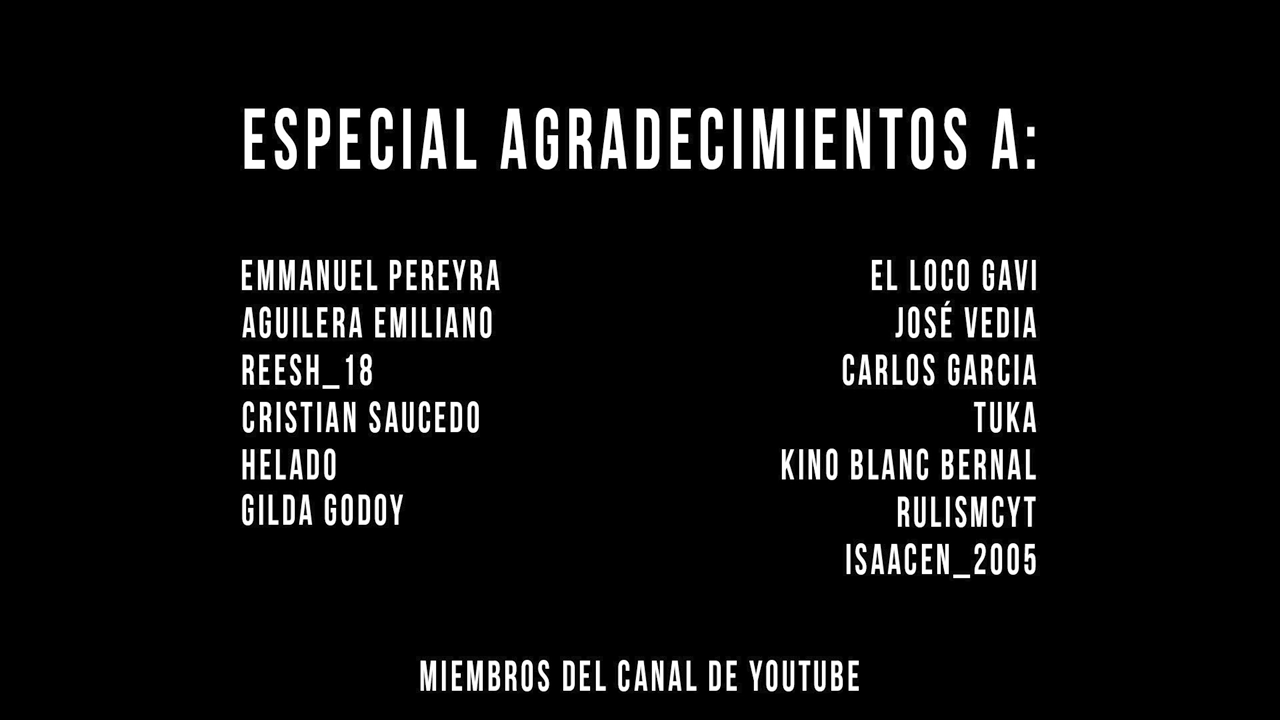 ESPECIAL AGRADECIMIENTOS A:
EMMANUEL PEREYRA
AGUILERA EMILIANO
REESH_18
CRISTIAN SAUCEDO
HELADO
GILDA GODOY
EL LOCO GAVI
JOSÉ VEDIA
CARLOS GARCIA
TUKA
KINO BLANC BERNAL
RULISMCYT
ISAACEN_2005
MIEMBROS DEL CANAL DE YOUTUBE